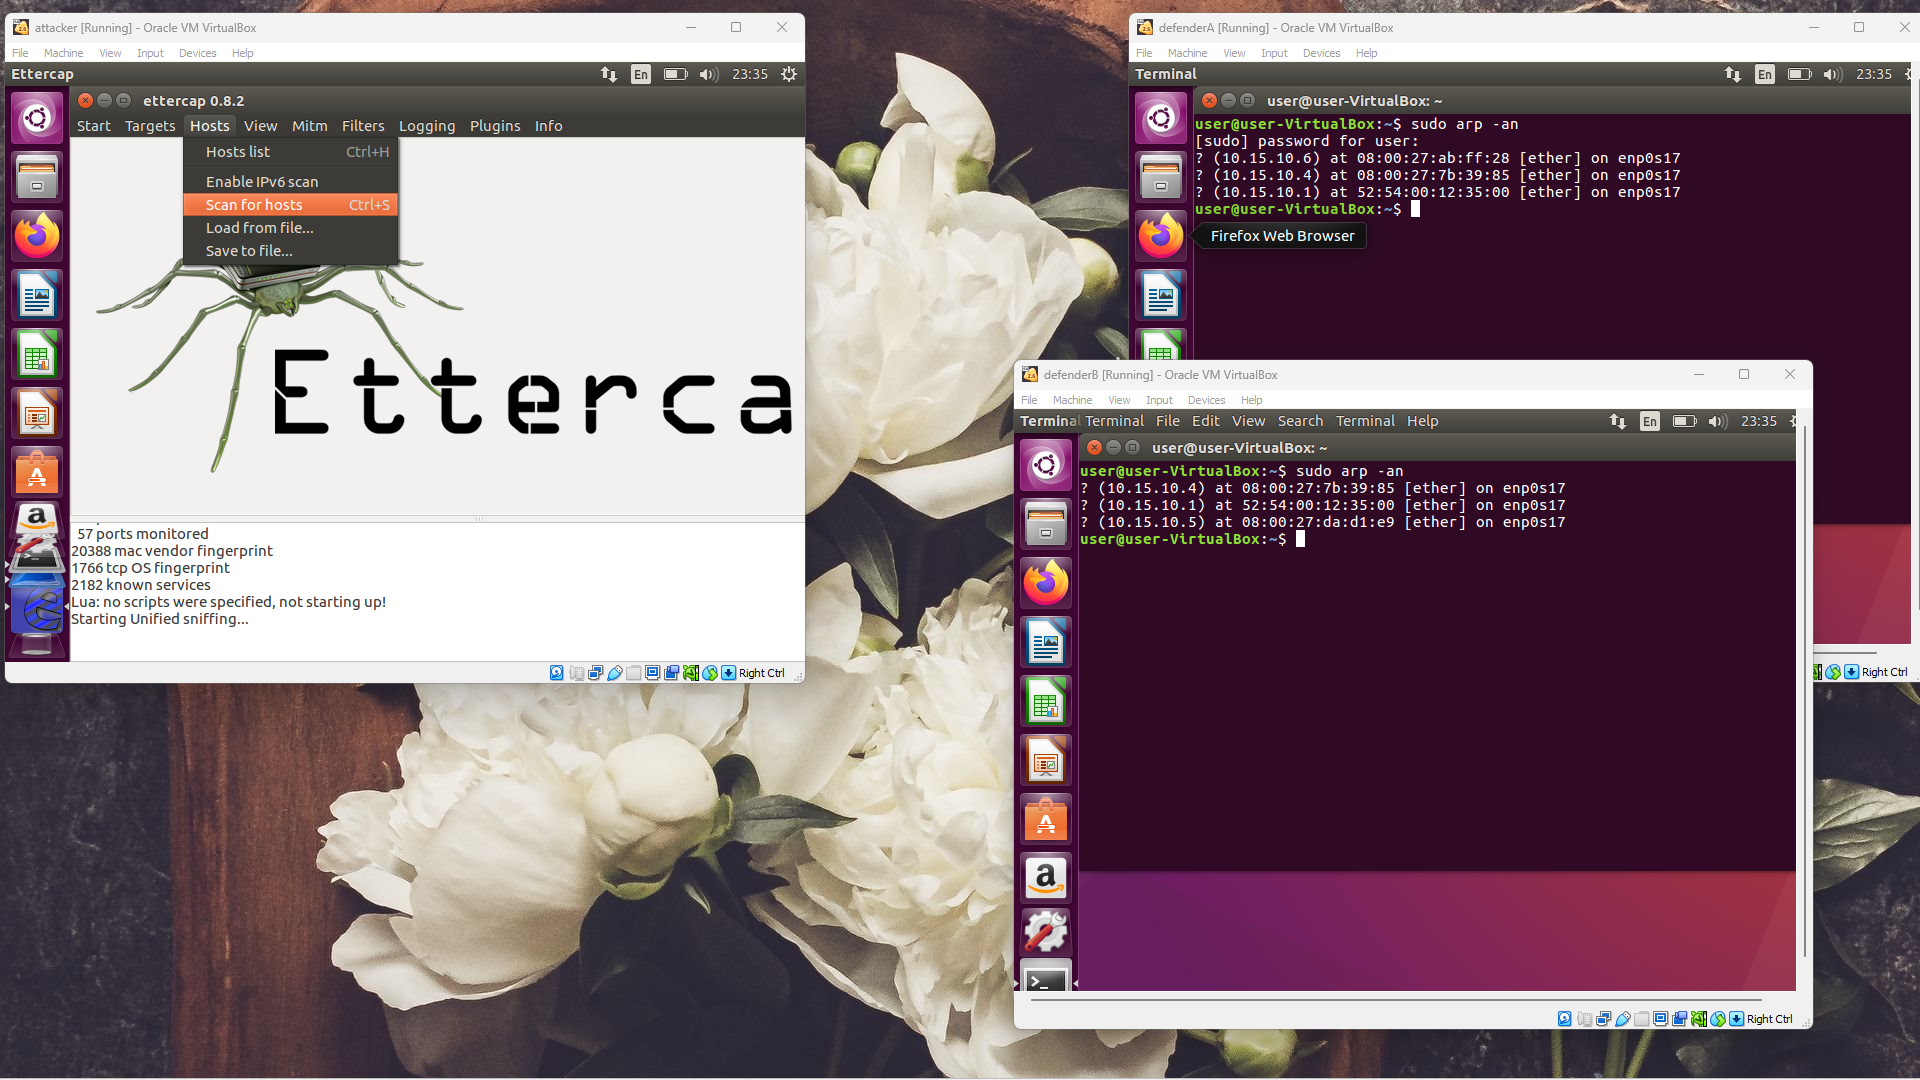 attacker [Running] - Oracle VM VirtualBox
File Machine View Input Devices Help
Ettercap
En
23:35
ettercap 0.8.2
Start Targets Hosts View Mitm Filters Logging Plugins Info
Hosts list Ctrl+H
Enable IPv6 scan
Scan for hosts Ctrl+S
Load from file...
Save to file...
Etterca
57 ports monitored
20388 mac vendor fingerprint
1766 tcp OS fingerprint
2182 known services
Lua: no scripts were specified, not starting up!
Starting Unified sniffing...
Right Ctrl
defenderA [Running] - Oracle VM VirtualBox
File Machine View Input Devices Help
Terminal
En
23:35
user@user-VirtualBox: ~
user@user-VirtualBox:~$ sudo arp -an
[sudo] password for user:
? (10.15.10.6) at 08:00:27:ab:ff:28 [ether] on enp0s17
? (10.15.10.4) at 08:00:27:7b:39:85 [ether] on enp0s17
? (10.15.10.1) at 52:54:00:12:35:00 [ether] on enp0s17
user@user-VirtualBox:~$
Firefox Web Browser
Right Ctrl
defenderB [Running] - Oracle VM VirtualBox
File Machine View Input Devices Help
Terminal Terminal File Edit View Search Terminal Help
En
23:35
user@user-VirtualBox: ~
user@user-VirtualBox:~$ sudo arp -an
? (10.15.10.4) at 08:00:27:7b:39:85 [ether] on enp0s17
? (10.15.10.1) at 52:54:00:12:35:00 [ether] on enp0s17
? (10.15.10.5) at 08:00:27:da:d1:e9 [ether] on enp0s17
user@user-VirtualBox:~$
Right Ctrl